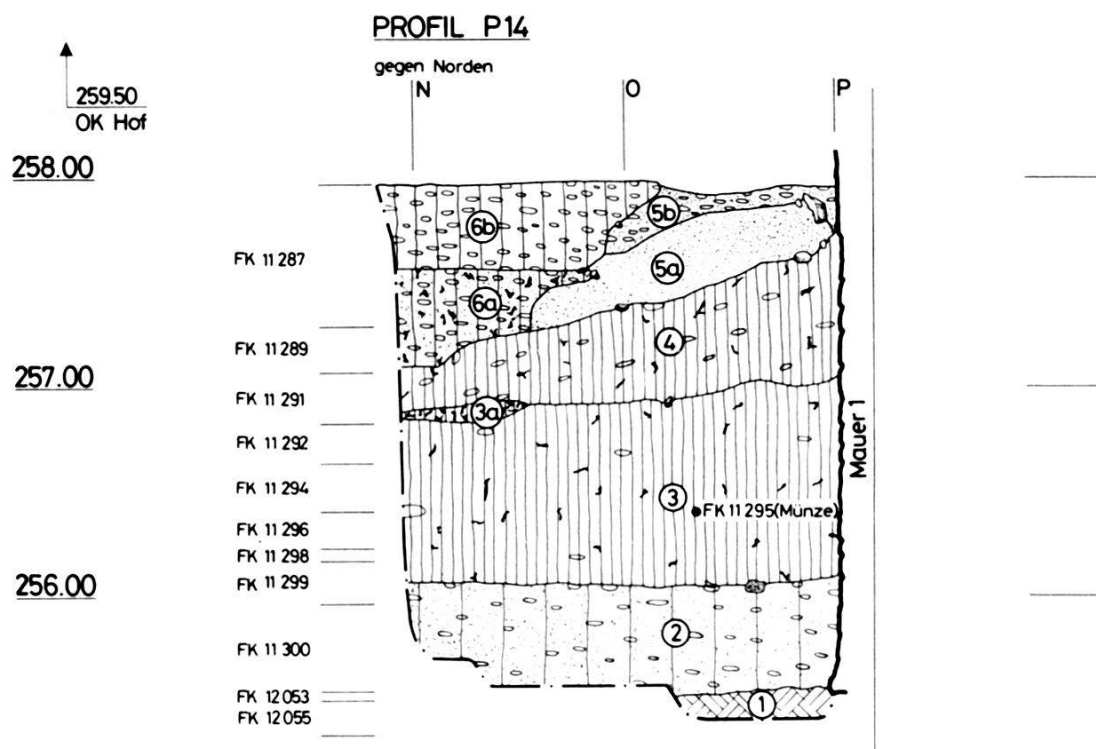 PROFIL P14
gegen Norden
N O P
259.50
OK Hof
258.00
6b
5b
FK 11 287
5a
6a
4
FK 11 289
257.00
FK 11 291
3a
FK 11 292
Mauer 1
FK 11 294
3
FK 11 295 (Münze)
FK 11 296
FK 11 298
FK 11 299
256.00
2
FK 11 300
FK 12 053
1
FK 12 055